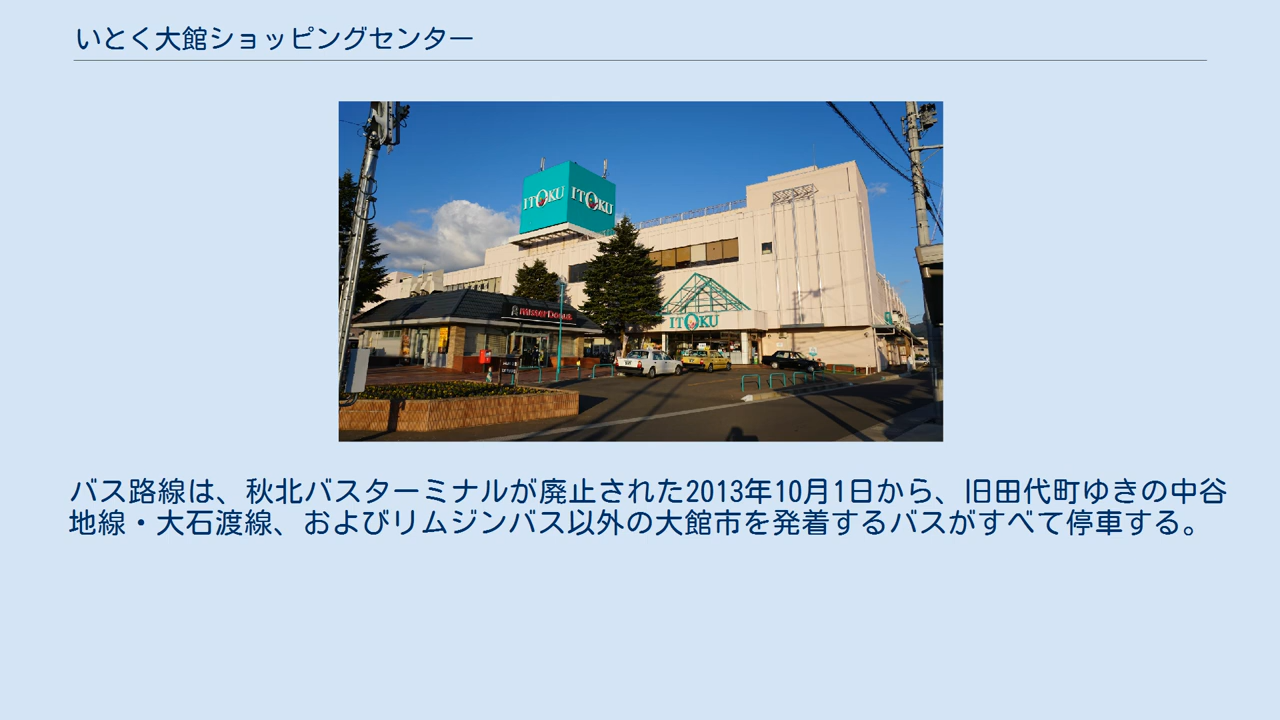 いとく大館ショッピングセンター
ITOKU ITOKU
Mister Donut
ITOKU
バス路線は、秋北バスターミナルが廃止された2013年10月1日から、旧田代町ゆきの中谷
地線・大石渡線、およびリムジンバス以外の大館市を発着するバスがすべて停車する。